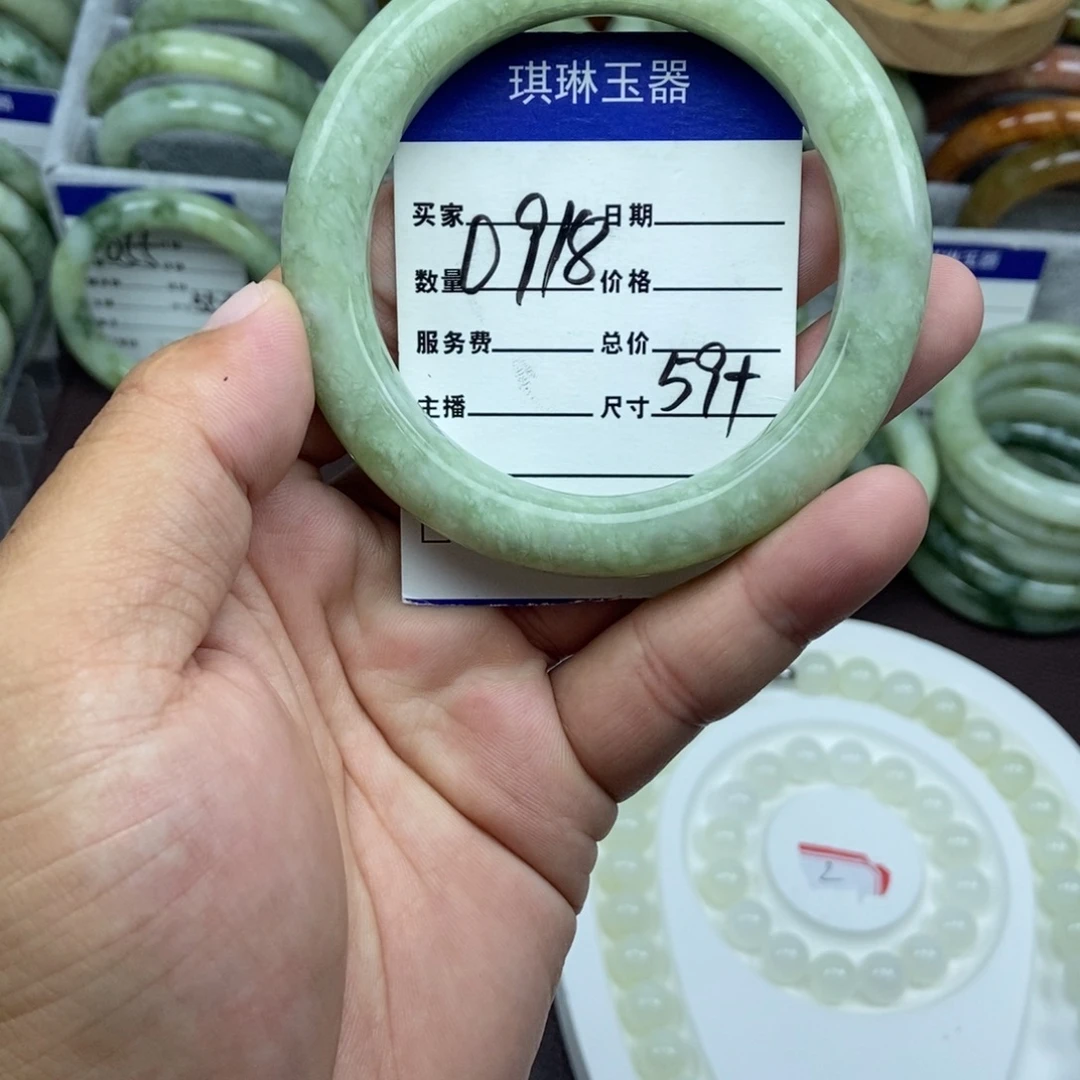 琪琳玉器
买家 日期
D918
数量 价格
服务费 总价
59+
主播 尺寸
055